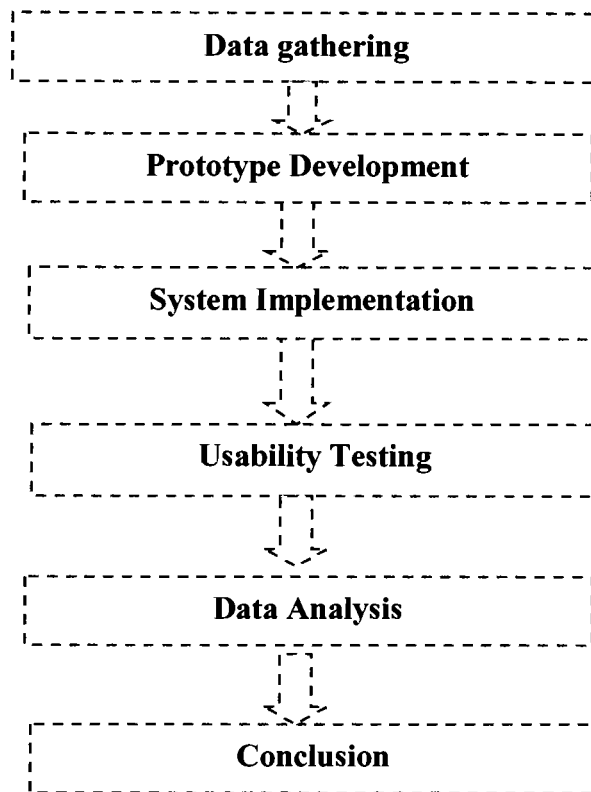 Data gathering
Prototype Development
System Implementation
Usability Testing
Data Analysis
Conclusion